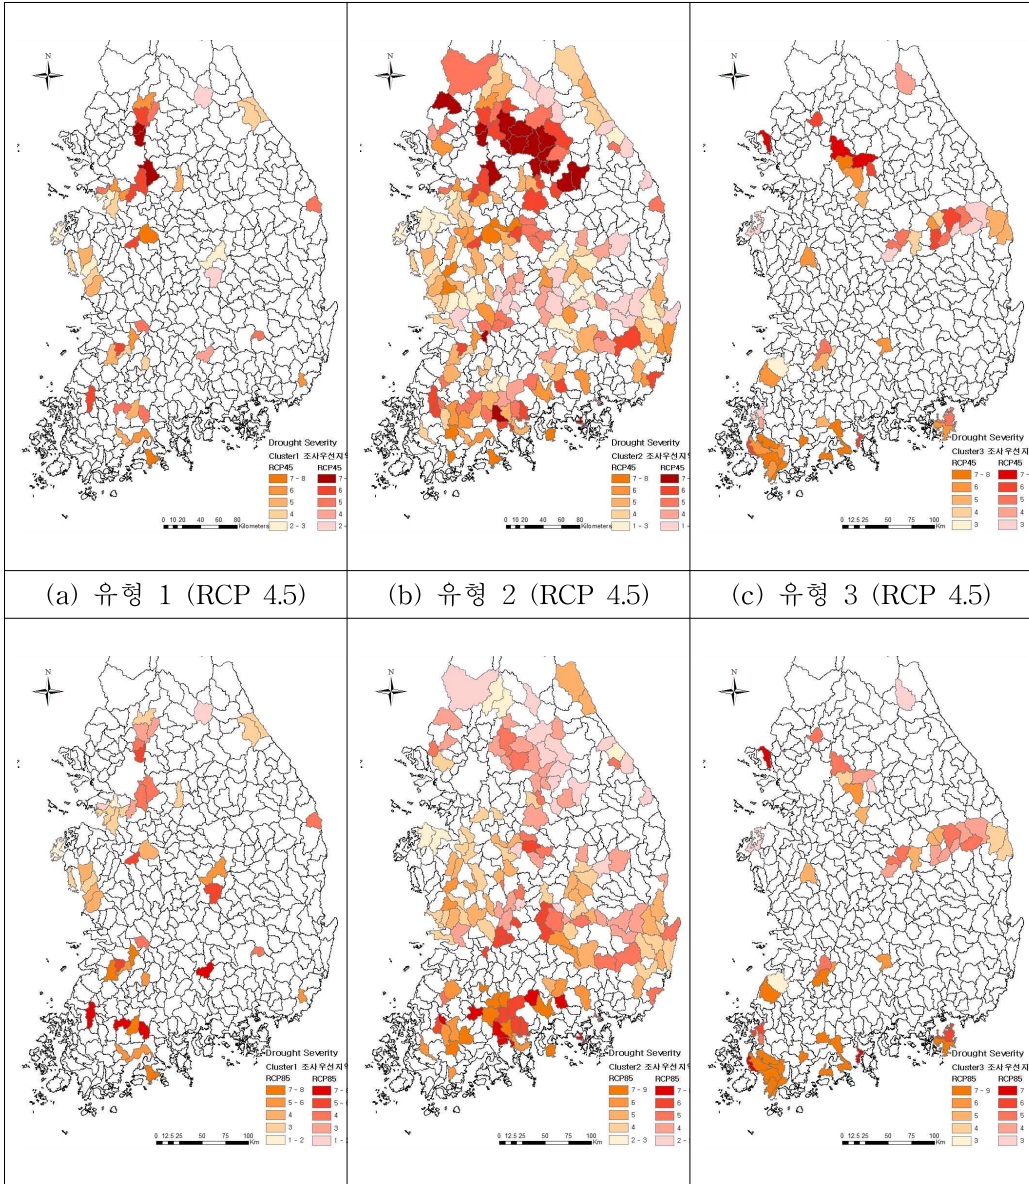 N
N
N
Drought Severity
Cluster1 조사우선지역
RCP45 RCP45
7 - 8 7 -
6 6
5 5
4 4
2 - 3 2 -
0 10 20 40 60 80
Kilometers
Drought Severity
Cluster2 조사우선지역
RCP45 RCP45
7 - 8 7 -
6 6
5 5
4 4
1 - 3 1 -
0 10 20 40 60 80
Kilometers
Drought Severity
Cluster3 조사우선지
RCP45 RCP45
7 - 8 7
6 6
5 5
4 4
3 3
0 12.5 25 50 75 100
Km
(a) 유형 1 (RCP 4.5)
(b) 유형 2 (RCP 4.5)
(c) 유형 3 (RCP 4.5)
N
N
N
Drought Severity
Cluster1 조사우선지
RCP85 RCP85
7 - 8 7 -
5 - 6 5 - 6
4 4
3 3
1 - 2 1 - 2
0 12.5 25 50 75 100
Km
Drought Severity
Cluster2 조사우선지
RCP85 RCP85
7 - 9 7 -
6 6
5 5
4 4
2 - 3 2 - 3
0 12.5 25 50 75 100
Km
Drought Severity
Cluster3 조사우선지
RCP85 RCP85
7 - 9 7
6 6
5 5
4 4
3 3
0 12.5 25 50 75 100
Km